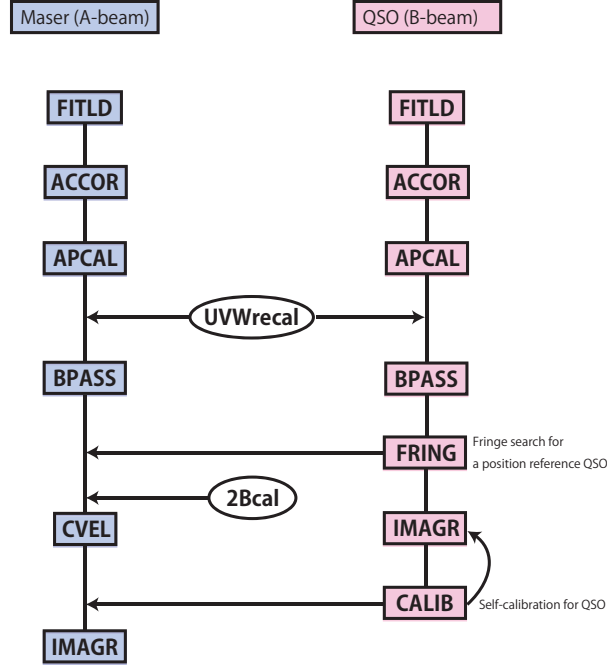 Maser (A-beam)
QSO (B-beam)
FITLD
FITLD
ACCOR
ACCOR
APCAL
APCAL
UVWrecal
BPASS
BPASS
FRING
Fringe search for
a position reference QSO
2Bcal
CVEL
IMAGR
CALIB
Self-calibration for QSO
IMAGR